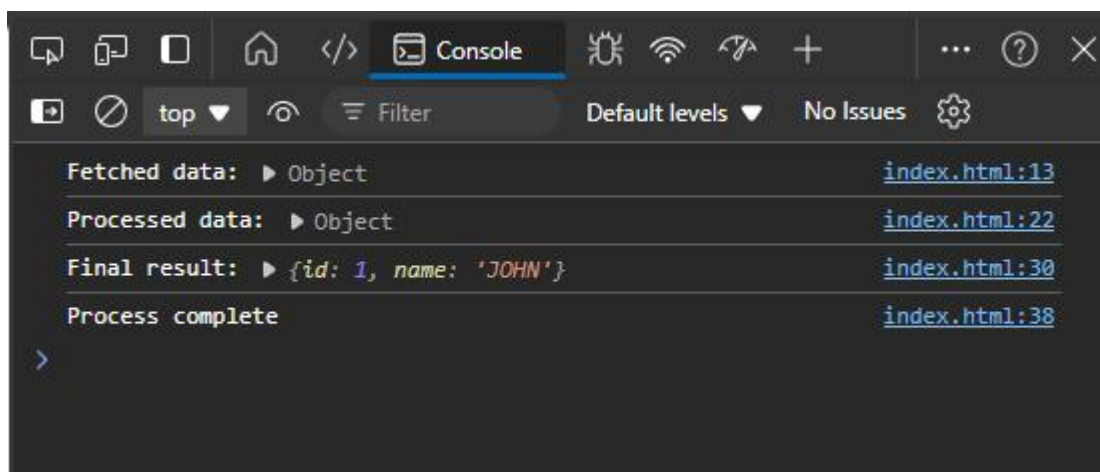 Console
top ▼ Filter Default levels ▼ No Issues
Fetched data: ▶ Object index.html:13
Processed data: ▶ Object index.html:22
Final result: ▶ {id: 1, name: 'JOHN'} index.html:30
Process complete index.html:38
>